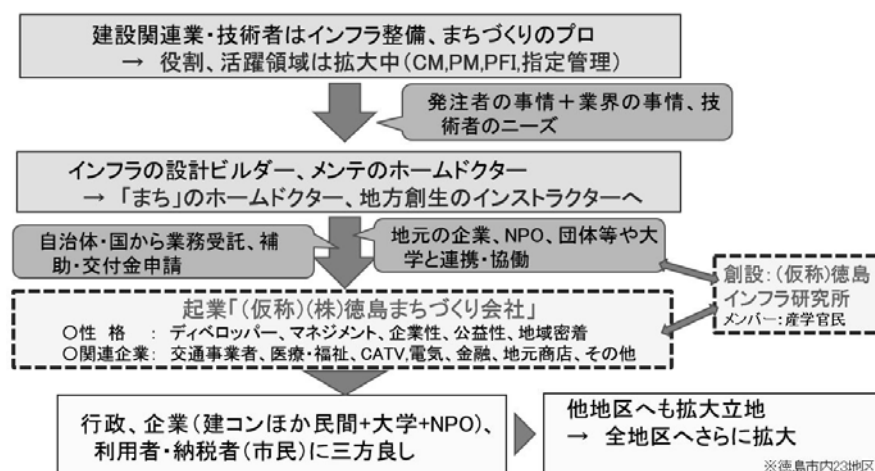 建設関連業・技術者はインフラ整備、まちづくりのプロ
→ 役割、活躍領域は拡大中(CM,PM,PFI,指定管理)
発注者の事情+業界の事情、技
術者のニーズ
インフラの設計ビルダー、メンテのホームドクター
→ 「まち」のホームドクター、地方創生のインストラクターへ
自治体・国から業務受託、補
助・交付金申請
地元の企業、NPO、団体等や大
学と連携・協働
創設:(仮称)徳島
インフラ研究所
メンバー:産学官民
起業「(仮称)(株)徳島まちづくり会社」
〇性 格 : ディベロッパー、マネジメント、企業性、公益性、地域密着
〇関連企業: 交通事業者、医療・福祉、CATV,電気、金融、地元商店、その他
行政、企業(建コンほか民間+大学+NPO)、
利用者・納税者(市民)に三方良し
他地区へも拡大立地
→ 全地区へさらに拡大
※徳島市内23地区